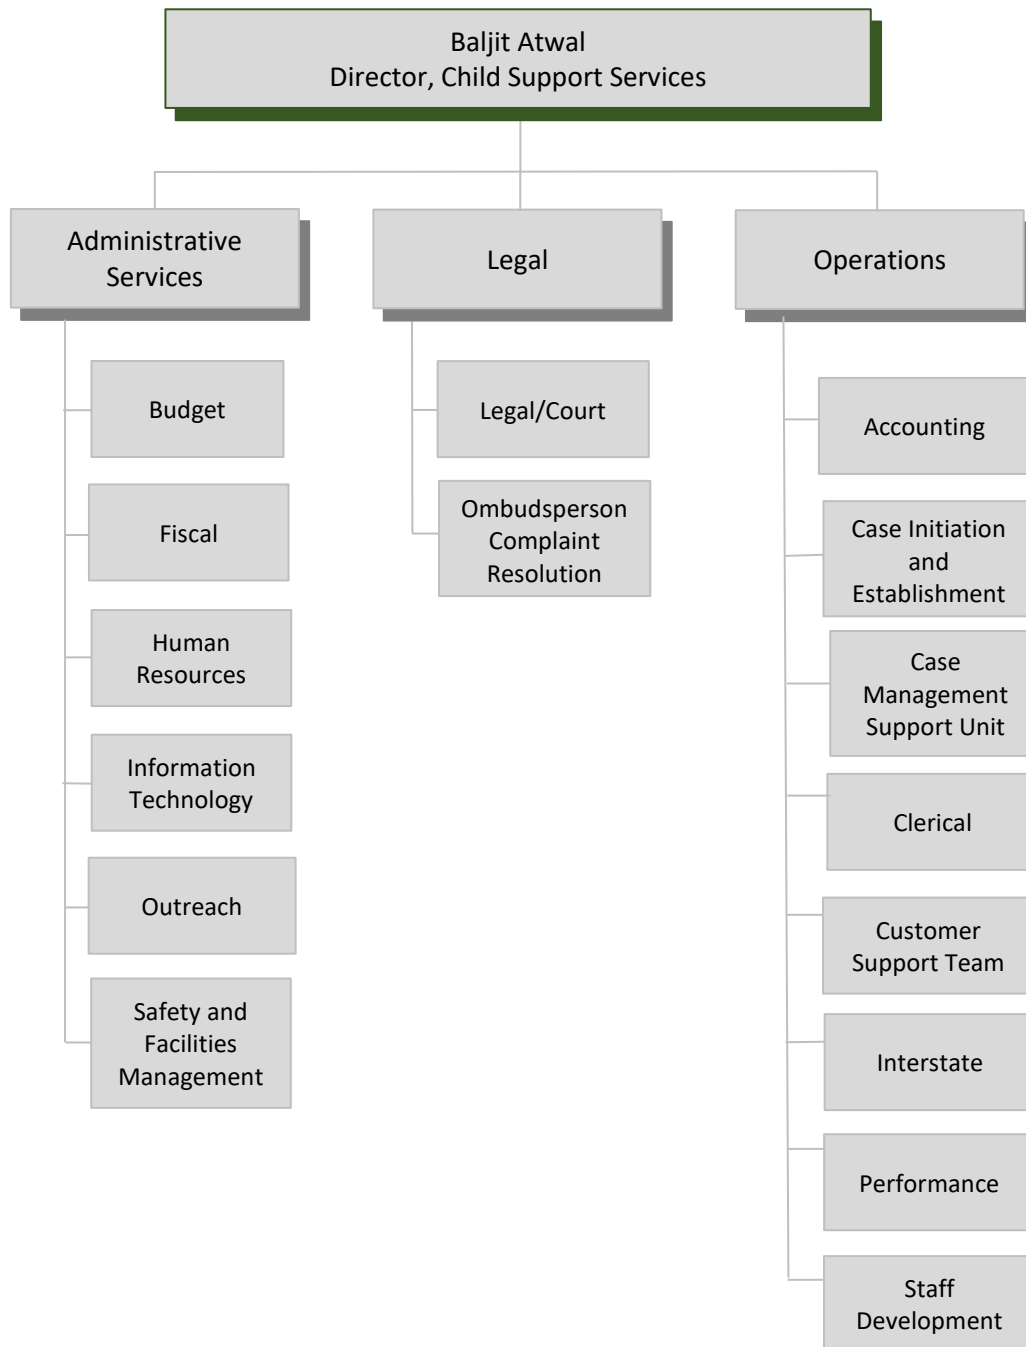 Baljit Atwal
Director, Child Support Services
Administrative
Services
Legal
Operations
Budget
Fiscal
Human
Resources
Information
Technology
Outreach
Safety and
Facilities
Management
Legal/Court
Ombudsperson
Complaint
Resolution
Accounting
Case Initiation
and
Establishment
Case
Management
Support Unit
Clerical
Customer
Support Team
Interstate
Performance
Staff
Development